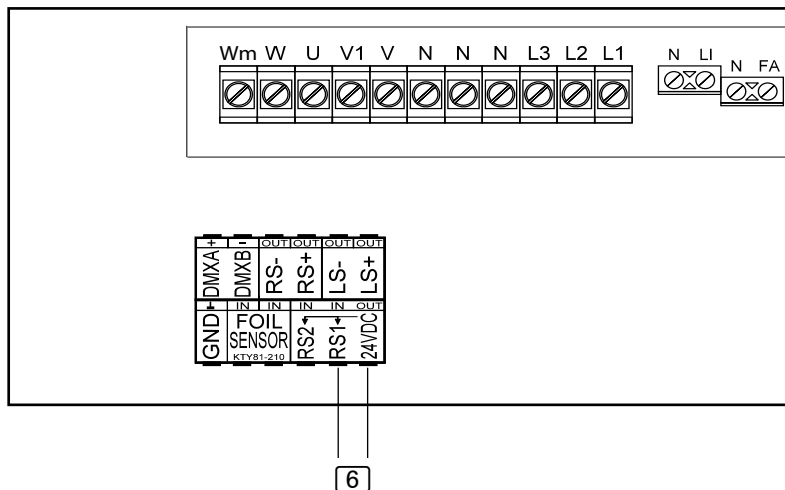 Wm W U V1 V N N N L3 L2 L1
N LI
N FA
+ - OUT OUT OUT OUT
DMXA DMXB RS- RS+ LS- LS+
IN IN IN IN OUT
GND FOIL SENSOR RS2 RS1 24VDC
KTY81-210
6